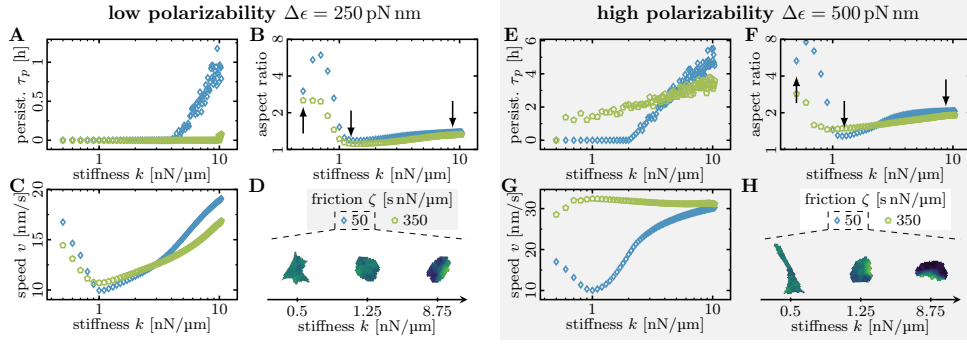 low polarizability Δϵ = 250 pN nm
high polarizability Δϵ = 500 pN nm
A
persist. τp [h]
1
0.5
0
1
10
stiffness k [nN/µm]
B
aspect ratio
8
4
2
1
1
10
stiffness k [nN/µm]
C
speed v [nm/s]
20
15
10
1
10
stiffness k [nN/µm]
D
friction ζ [s nN/µm]
50
350
0.5
1.25
8.75
stiffness k [nN/µm]
E
persist. τp [h]
6
4
2
0
1
10
stiffness k [nN/µm]
F
aspect ratio
8
4
2
1
1
10
stiffness k [nN/µm]
G
speed v [nm/s]
30
20
10
1
10
stiffness k [nN/µm]
H
friction ζ [s nN/µm]
50
350
0.5
1.25
8.75
stiffness k [nN/µm]